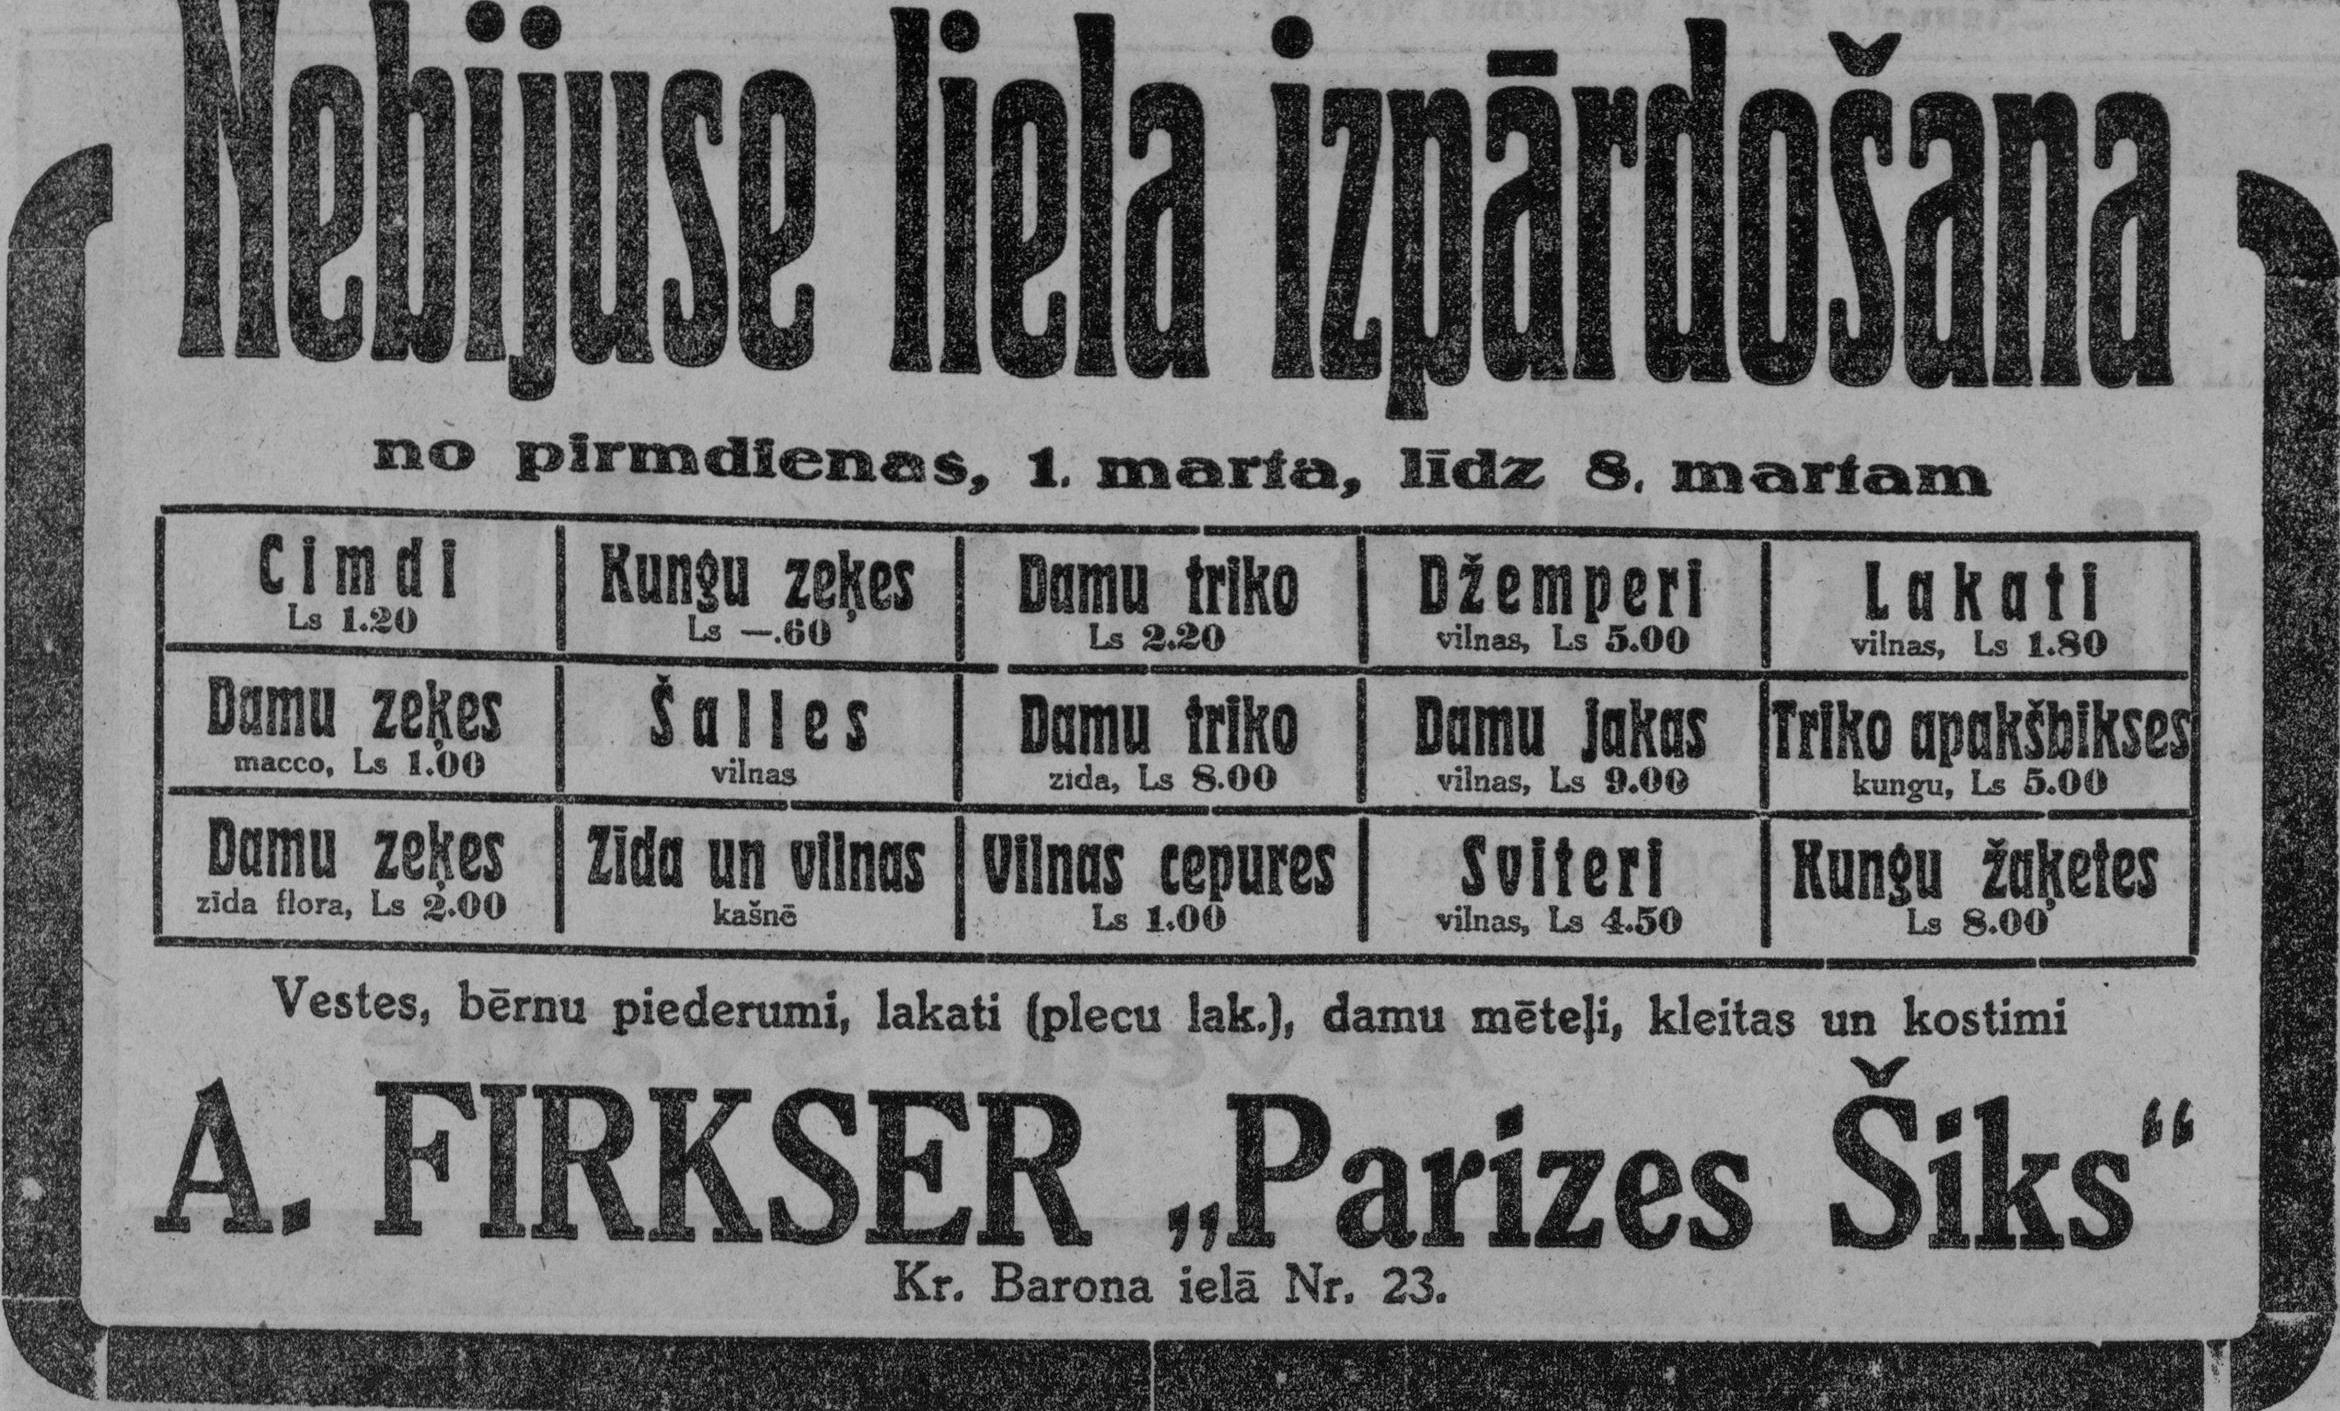 Nebijuse liela izpārdošana
no pirmdienas, 1. marta, līdz 8. martam
Cimdi
Ls 1.20
Kungu zeķes
Ls —.60
Damu triko
Ls 2.20
Džemperi
vilnas, Ls 5.00
Lakati
vilnas, Ls 1.80
Damu zeķes
macco, Ls 1.00
Šalles
vilnas
Damu triko
zīda, Ls 8.00
Damu jakas
vilnas, Ls 9.00
Triko apakšbikses
kungu, Ls 5.00
Damu zeķes
zīda flora, Ls 2.00
Zīda un vilnas
kašnē
Vilnas cepures
Ls 1.00
Sviteri
vilnas, Ls 4.50
Kungu žaķetes
Ls 8.00
Vestes, bērnu piederumi, lakati (plecu lak.), damu mēteļi, kleitas un kostimi
A. FIRKSER „Parizes Šiks“
Kr. Barona ielā Nr. 23.